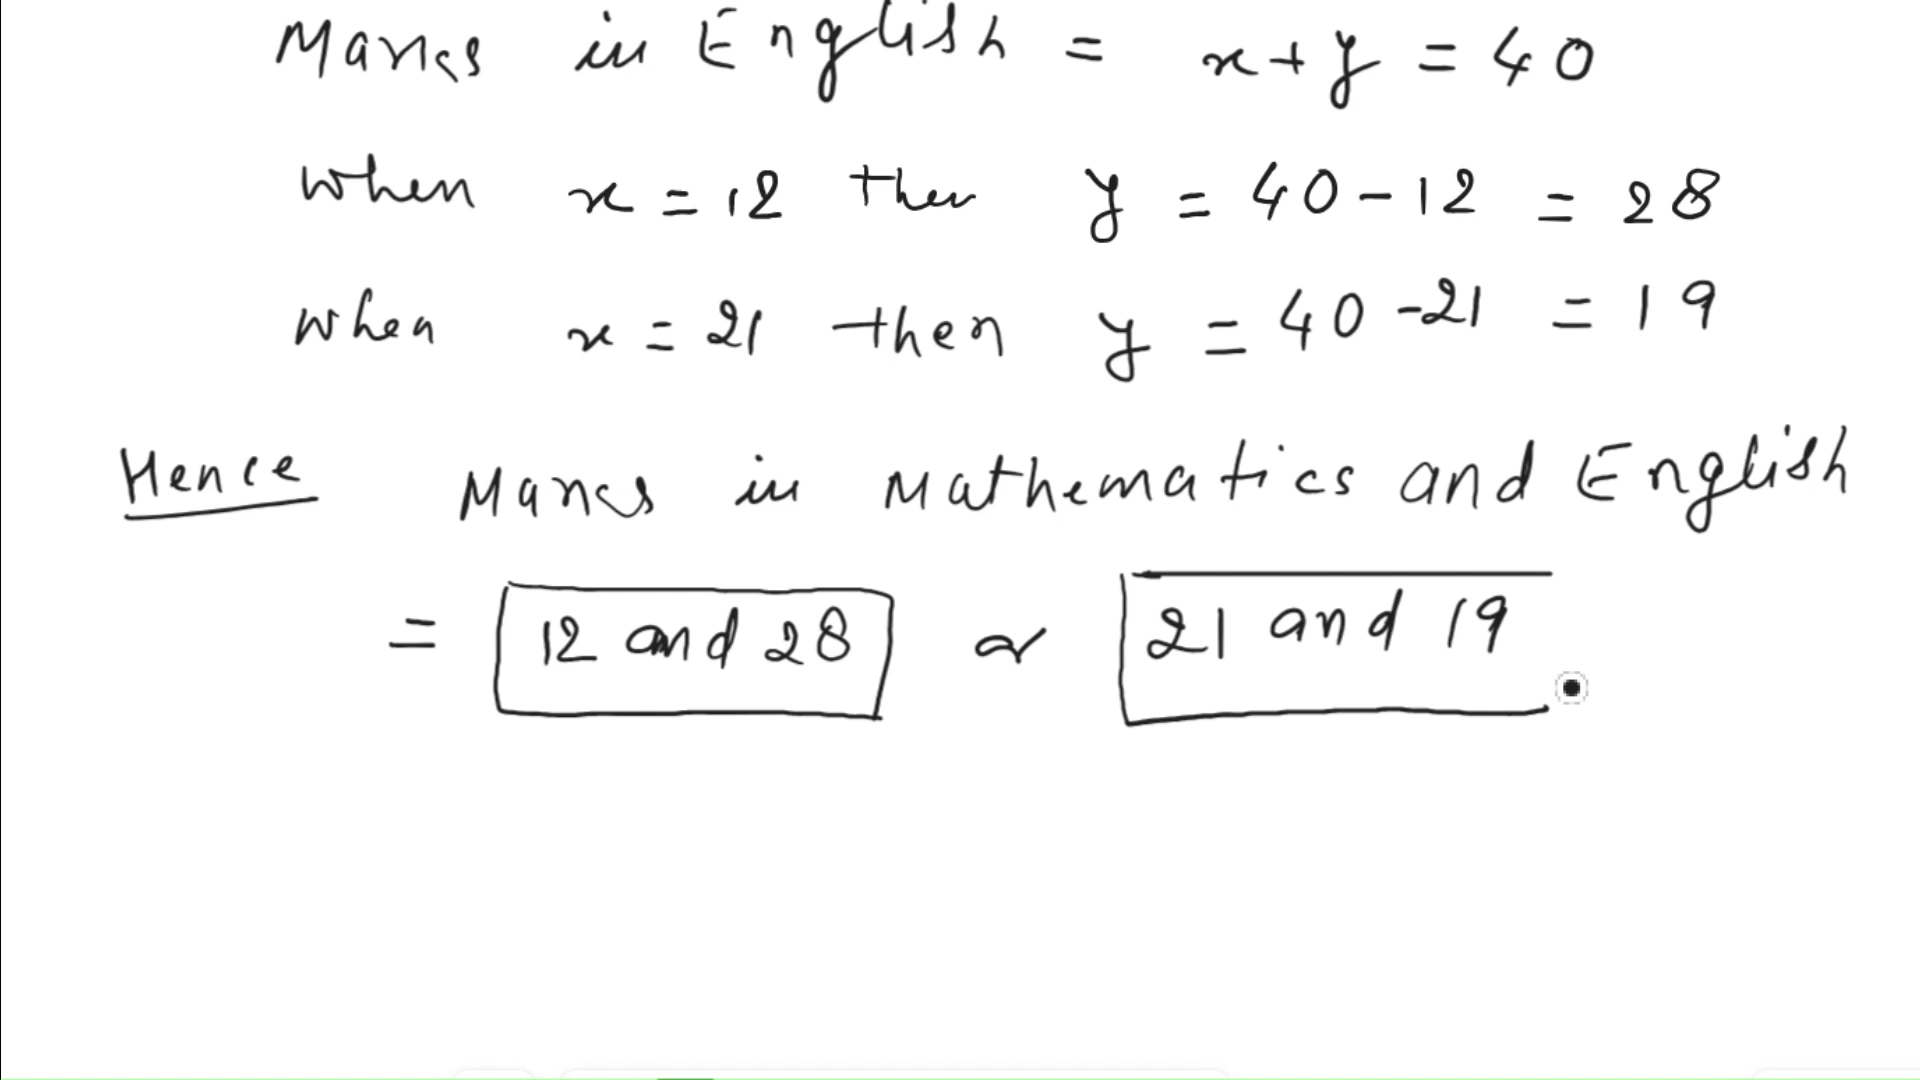 Marks in English = x + y = 40
when x = 12 then y = 40 - 12 = 28
when x = 21 then y = 40 - 21 = 19
Hence Marks in Mathematics and English
= 12 and 28 or 21 and 19